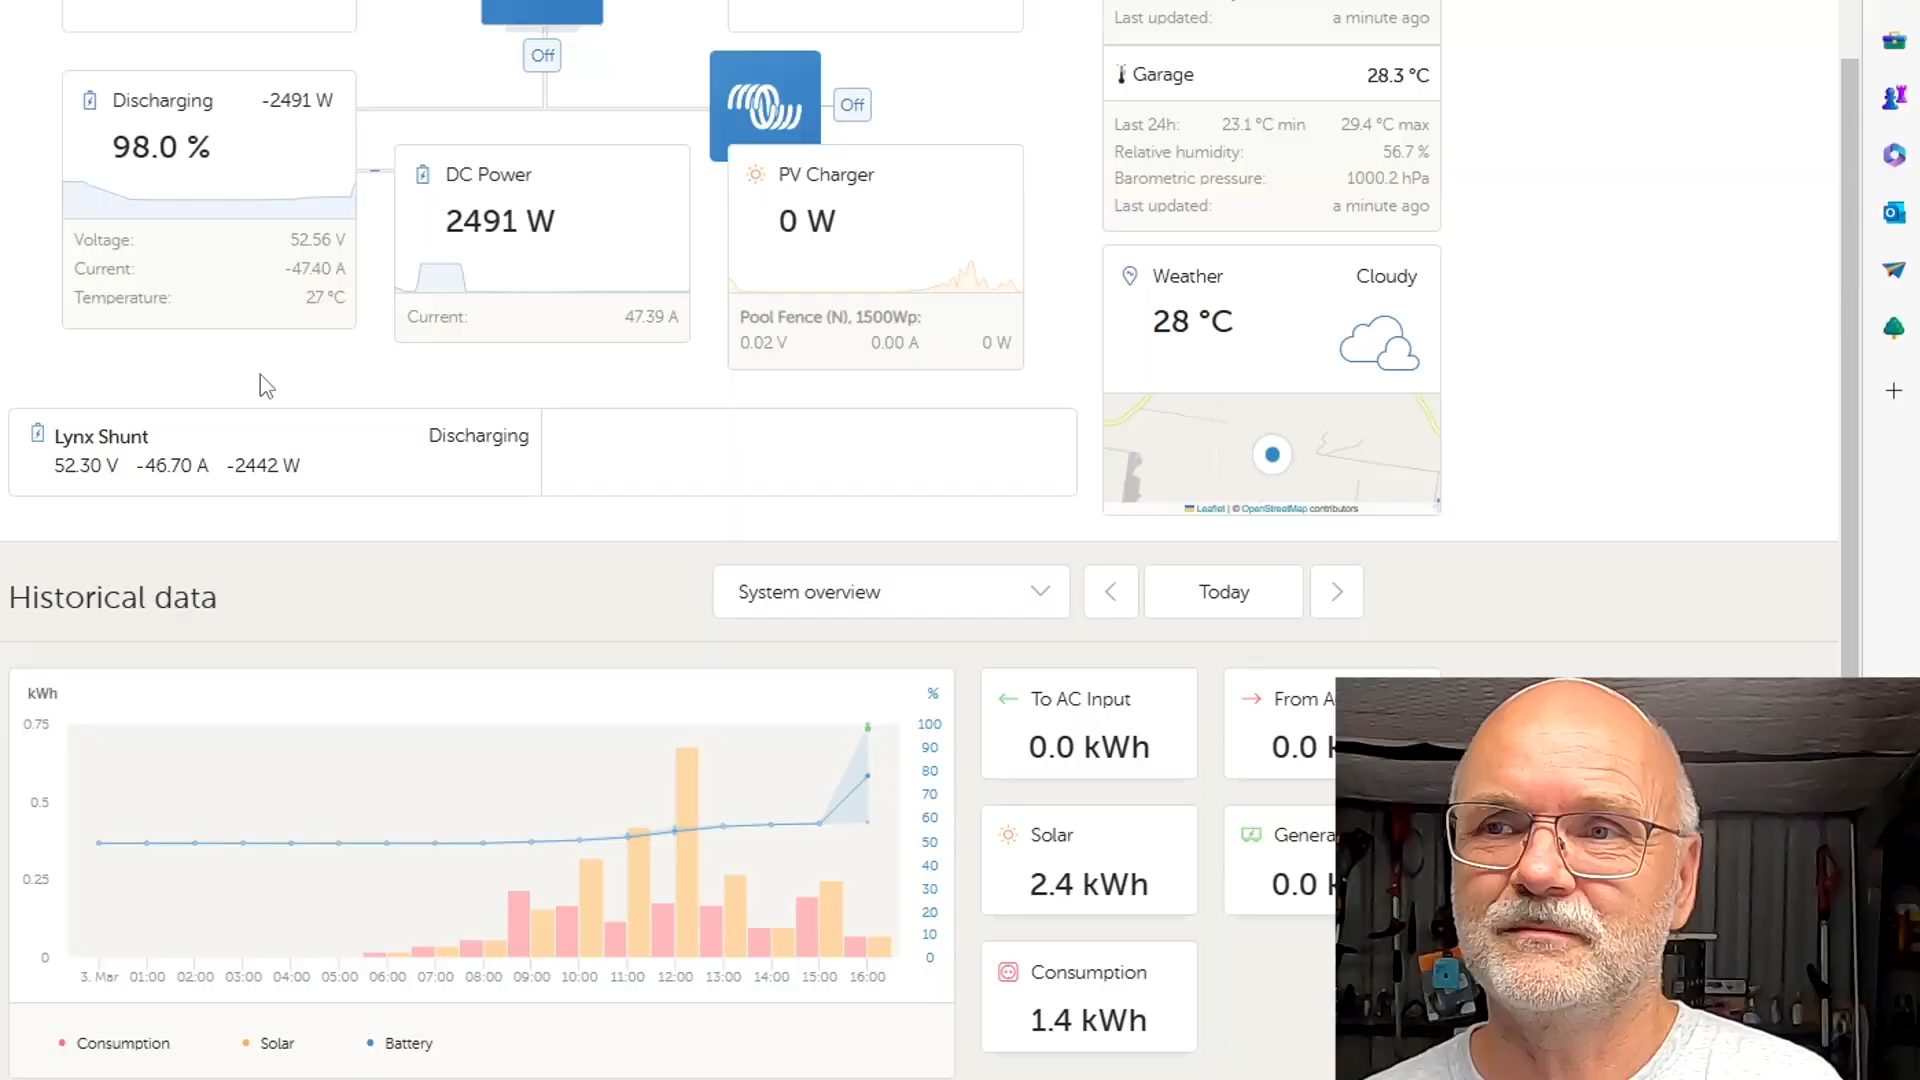 Off
Discharging -2491 W
98.0 %
Voltage: 52.56 V
Current: -47.40 A
Temperature: 27 °C
DC Power
2491 W
Current: 47.39 A
Off
PV Charger
0 W
Pool Fence (N), 1500Wp:
0.02 V 0.00 A 0 W
Lynx Shunt Discharging
52.30 V -46.70 A -2442 W
Last updated: a minute ago
Garage 28.3 °C
Last 24h: 23.1 °C min 29.4 °C max
Relative humidity: 56.7 %
Barometric pressure: 1000.2 hPa
Last updated: a minute ago
Weather Cloudy
28 °C
Leaflet | © OpenStreetMap contributors
Historical data
System overview
Today
kWh %
0.75
0.5
0.25
0
100
90
80
70
60
50
40
30
20
10
0
3. Mar 01:00 02:00 03:00 04:00 05:00 06:00 07:00 08:00 09:00 10:00 11:00 12:00 13:00 14:00 15:00 16:00
Consumption Solar Battery
To AC Input
0.0 kWh
From A
0.0 k
Solar
2.4 kWh
Genera
0.0 k
Consumption
1.4 kWh